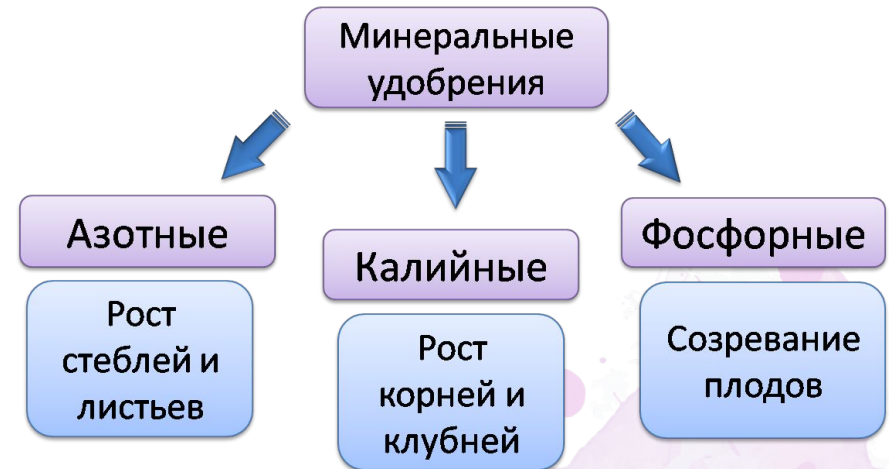 Минеральные
удобрения
Азотные
Рост
стеблей и
листьев
Калийные
Рост
корней и
клубней
Фосфорные
Созревание
плодов